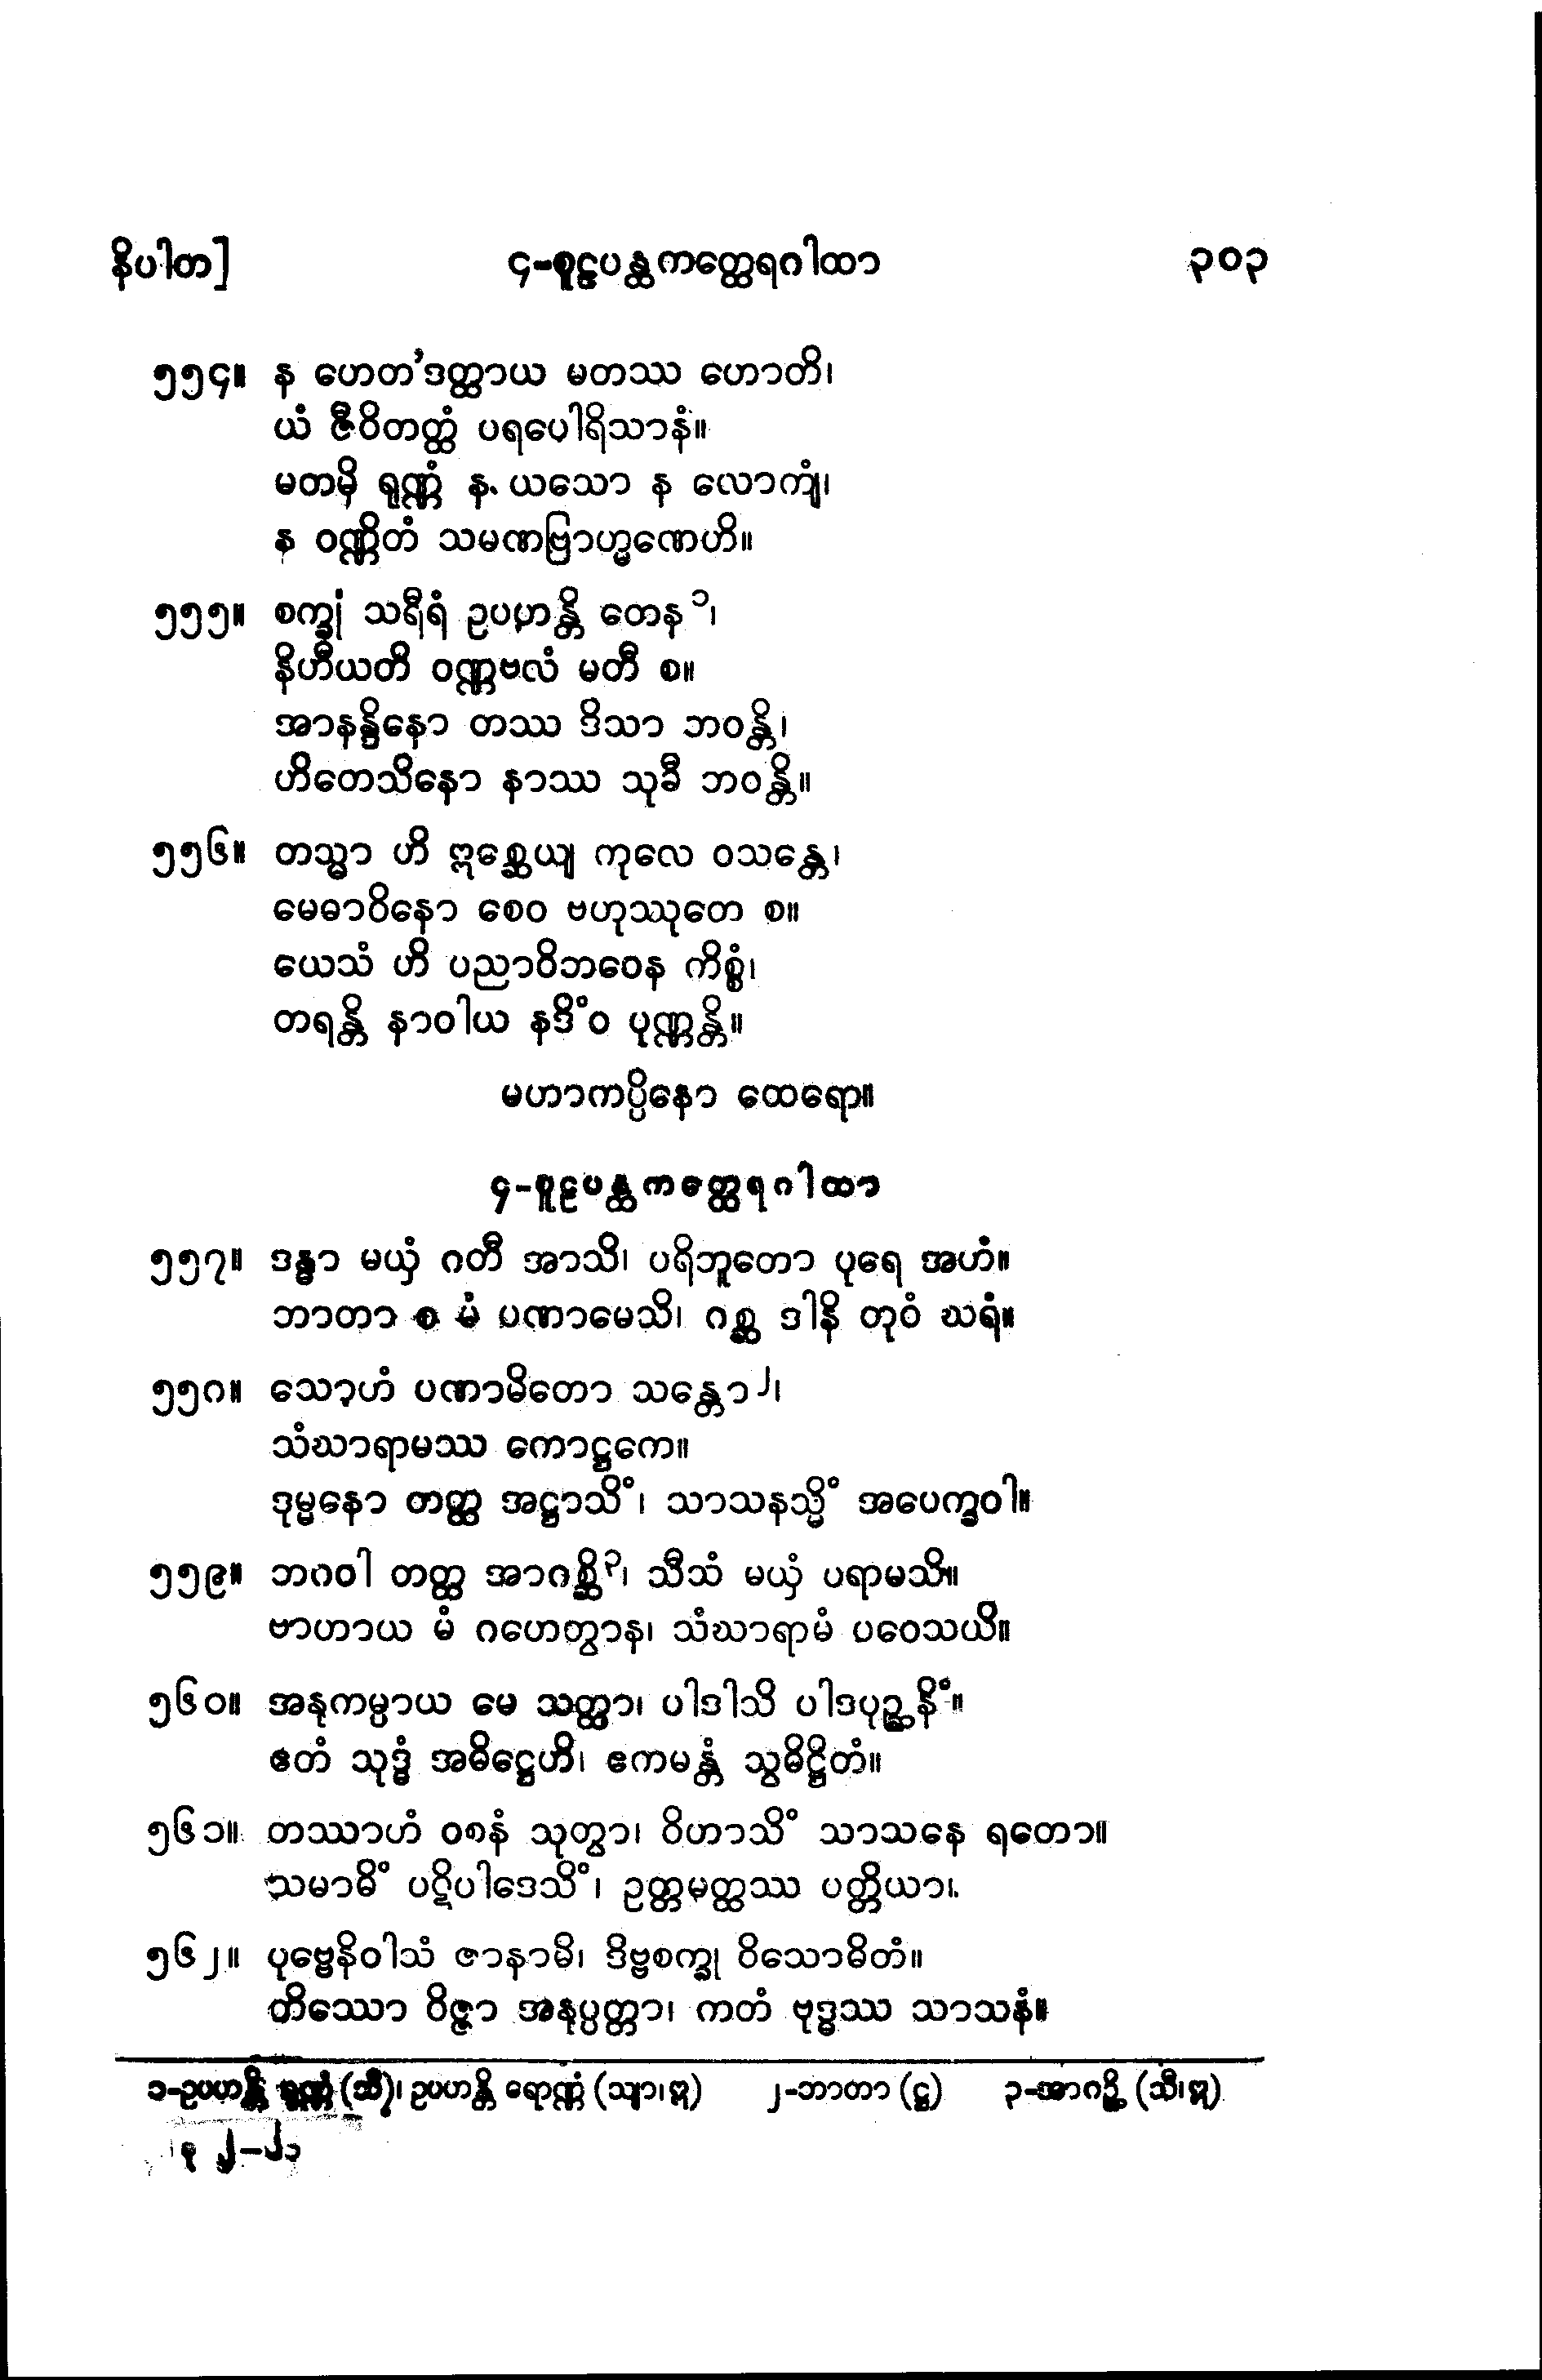 နိပါတ]
၄-စူဠပန္ထကတ္ထေရဂါထာ
၃၀၃
၅၅၄။ န ဟေတ'ဒတ္ထာယ မတဿ ဟောတိ၊
ယံ ဇီဝိတတ္ထံ ပရပေါရိသာနံ။
မတမှိ ရုဏ္ဏံ န ယသော န လောကျံ၊
န ဝဏ္ဏိတံ သမဏဗြာဟ္မဏေဟိ။
၅၅၅။ စက္ခုံ သရီရံ ဥပဟန္တိ တေန၁၊
နိဟီယတိ ဝဏ္ဏဗလံ မတီ စ။
အာနန္ဒိနော တဿ ဒိသာ ဘဝန္တိ၊
ဟိတေသိနော နာဿ သုခီ ဘဝန္တိ။
၅၅၆။ တသ္မာ ဟိ ဣစ္ဆေယျ ကုလေ ဝသန္တေ၊
မေဓာဝိနော စေဝ ဗဟုဿုတေ စ။
ယေသံ ဟိ ပညာဝိဘဝေန ကိစ္စံ၊
တရန္တိ နာဝါယ နဒိံဝ ပုဏ္ဏန္တိ။
မဟာကပ္ပိနော ထေရော။
၄-စူဠပန္ထကတ္ထေရဂါထာ
၅၅၇။ ဒန္ဓာ မယှံ ဂတီ အာသိ၊ ပရိဘူတော ပုရေ အဟံ။
ဘာတာ စ မံ ပဏာမေသိ၊ ဂစ္ဆ ဒါနိ တုဝံ ဃရံ။
၅၅၈။ သောဟံ ပဏာမိတော သန္တော၂၊
သံဃာရာမဿ ကောဋ္ဌကေ။
ဒုမ္မနော တတ္ထ အဋ္ဌာသိံ၊ သာသနသ္မိံ အပေက္ခဝါ။
၅၅၉။ ဘဂဝါ တတ္ထ အာဂစ္ဆိ၃၊ သီသံ မယှံ ပရာမသိ။
ဗာဟာယ မံ ဂဟေတွာန၊ သံဃာရာမံ ပဝေသယိ။
၅၆၀။ အနုကမ္ပာယ မေ သတ္ထာ၊ ပါဒါသိ ပါဒပုဉ္ဆနိံ။
ဧတံ သုဒ္ဓံ အဓိဋ္ဌေဟိ၊ ဧကမန္တံ သွဓိဋ္ဌိတံ။
၅၆၁။ တဿာဟံ ဝစနံ သုတွာ၊ ဝိဟာသိံ သာသနေ ရတော။
သမာဓိံ ပဋိပါဒေသိံ၊ ဥတ္တမတ္ထဿ ပတ္တိယာ။
၅၆၂။ ပုဗ္ဗေနိဝါသံ ဇာနာမိ၊ ဒိဗ္ဗစက္ခု ဝိသောဓိတံ။
တိဿော ဝိဇ္ဇာ အနုပ္ပတ္တာ၊ ကတံ ဗုဒ္ဓဿ သာသနံ။
၁-ဥပဟန္တိ ရုဏ္ဏံ (သီ)၊ ဥပဟန္တိ ရောဏ္ဏံ (သျာ၊ဣ) ၂-ဘာတာ (ဋ္ဌ) ၃-အာဂဉ္ဆိ (သီ၊ဣ)
ခု ၂-၂၁